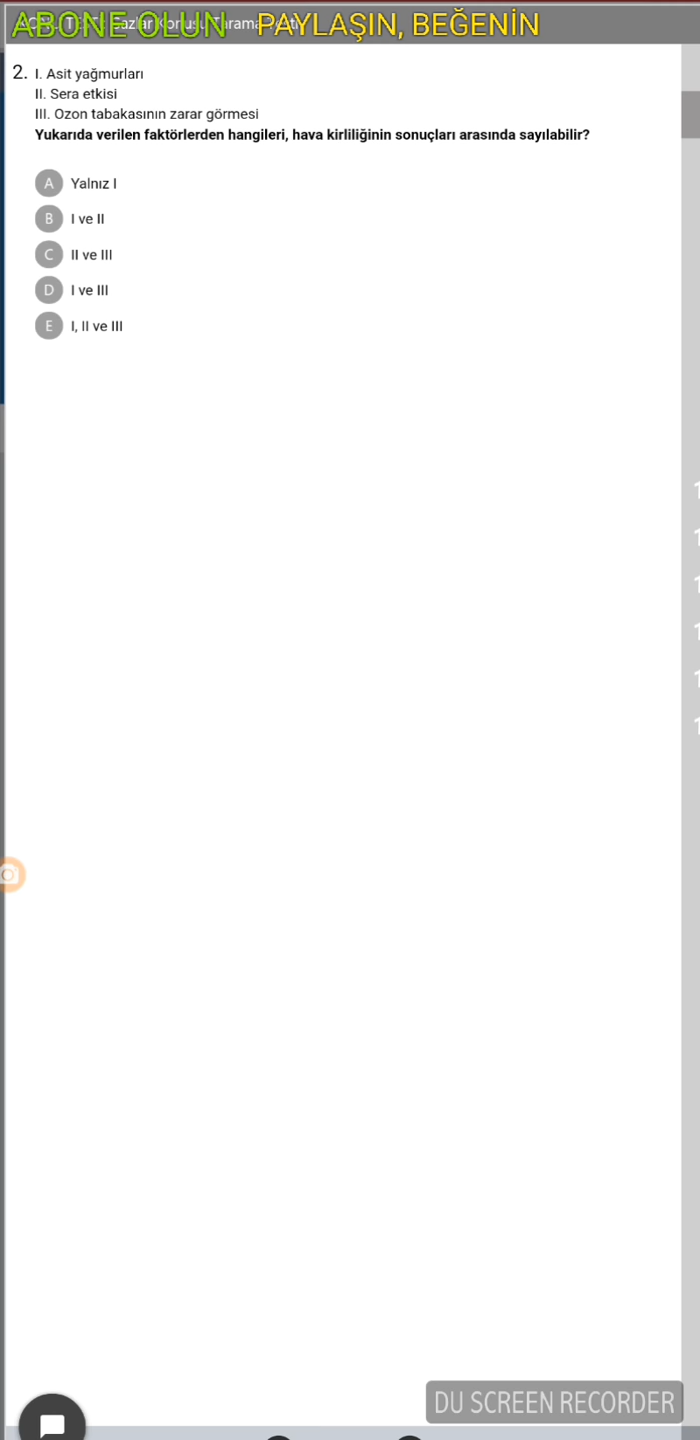 ABONE OLUN PAYLAŞIN, BEĞENİN
2. I. Asit yağmurları
II. Sera etkisi
III. Ozon tabakasının zarar görmesi
Yukarıda verilen faktörlerden hangileri, hava kirliliğinin sonuçları arasında sayılabilir?
A Yalnız I
B I ve II
C II ve III
D I ve III
E I, II ve III
DU SCREEN RECORDER